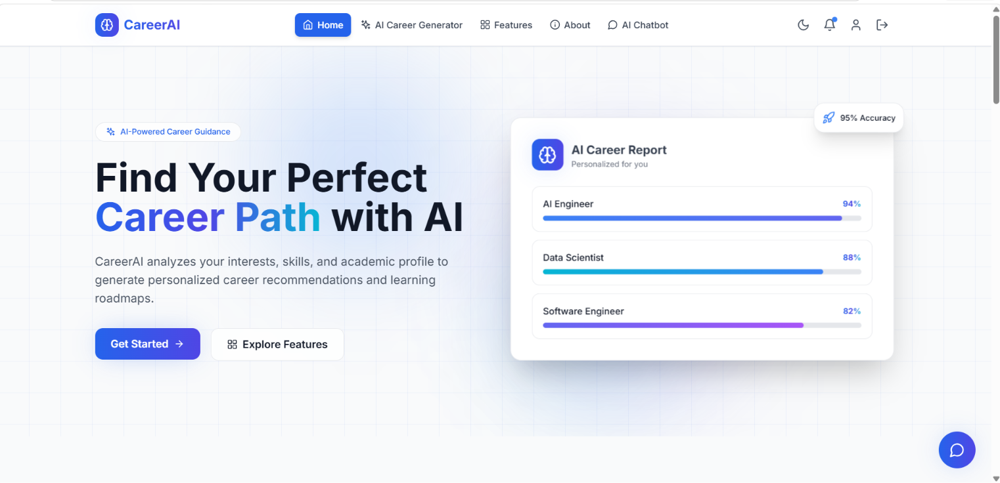 CareerAI
Home
AI Career Generator
Features
About
AI Chatbot
AI-Powered Career Guidance
Find Your Perfect
Career Path with AI
CareerAI analyzes your interests, skills, and academic profile to
generate personalized career recommendations and learning
roadmaps.
Get Started
Explore Features
95% Accuracy
AI Career Report
Personalized for you
AI Engineer 94%
Data Scientist 88%
Software Engineer 82%